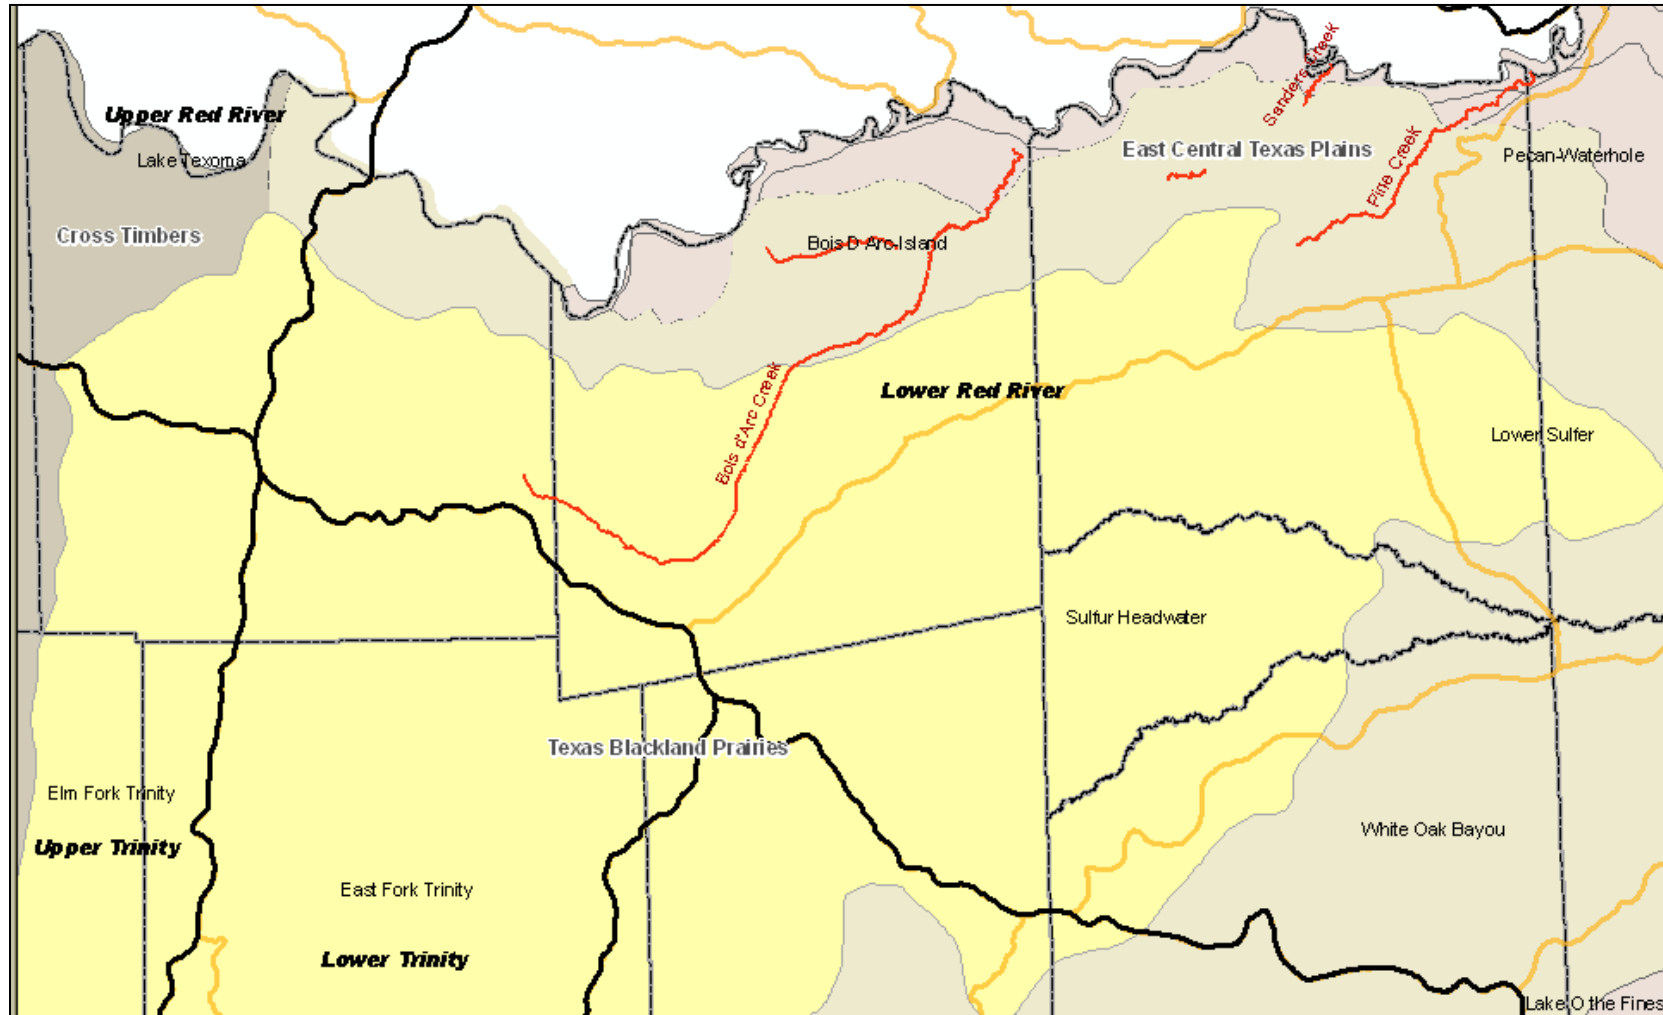 Sanders Creek
Upper Red River
Lake Texoma
East Central Texas Plains
Pine Creek
Pecan-Waterhole
Cross Timbers
Bois D Arc Island
Bois d'Arc Creek
Lower Red River
Lower Sulfer
Sulfur Headwater
Texas Blackland Prairies
Elm Fork Trinity
White Oak Bayou
Upper Trinity
East Fork Trinity
Lower Trinity
Lake O the Fines